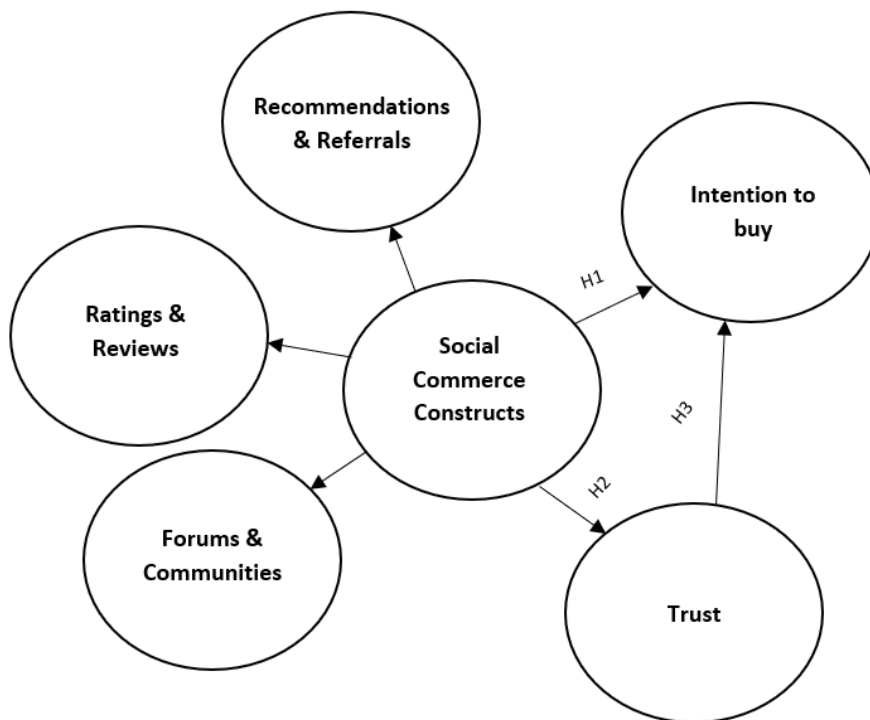 Recommendations
& Referrals
Intention to
buy
H1
Ratings &
Reviews
Social
Commerce
Constructs
H3
H2
Forums &
Communities
Trust